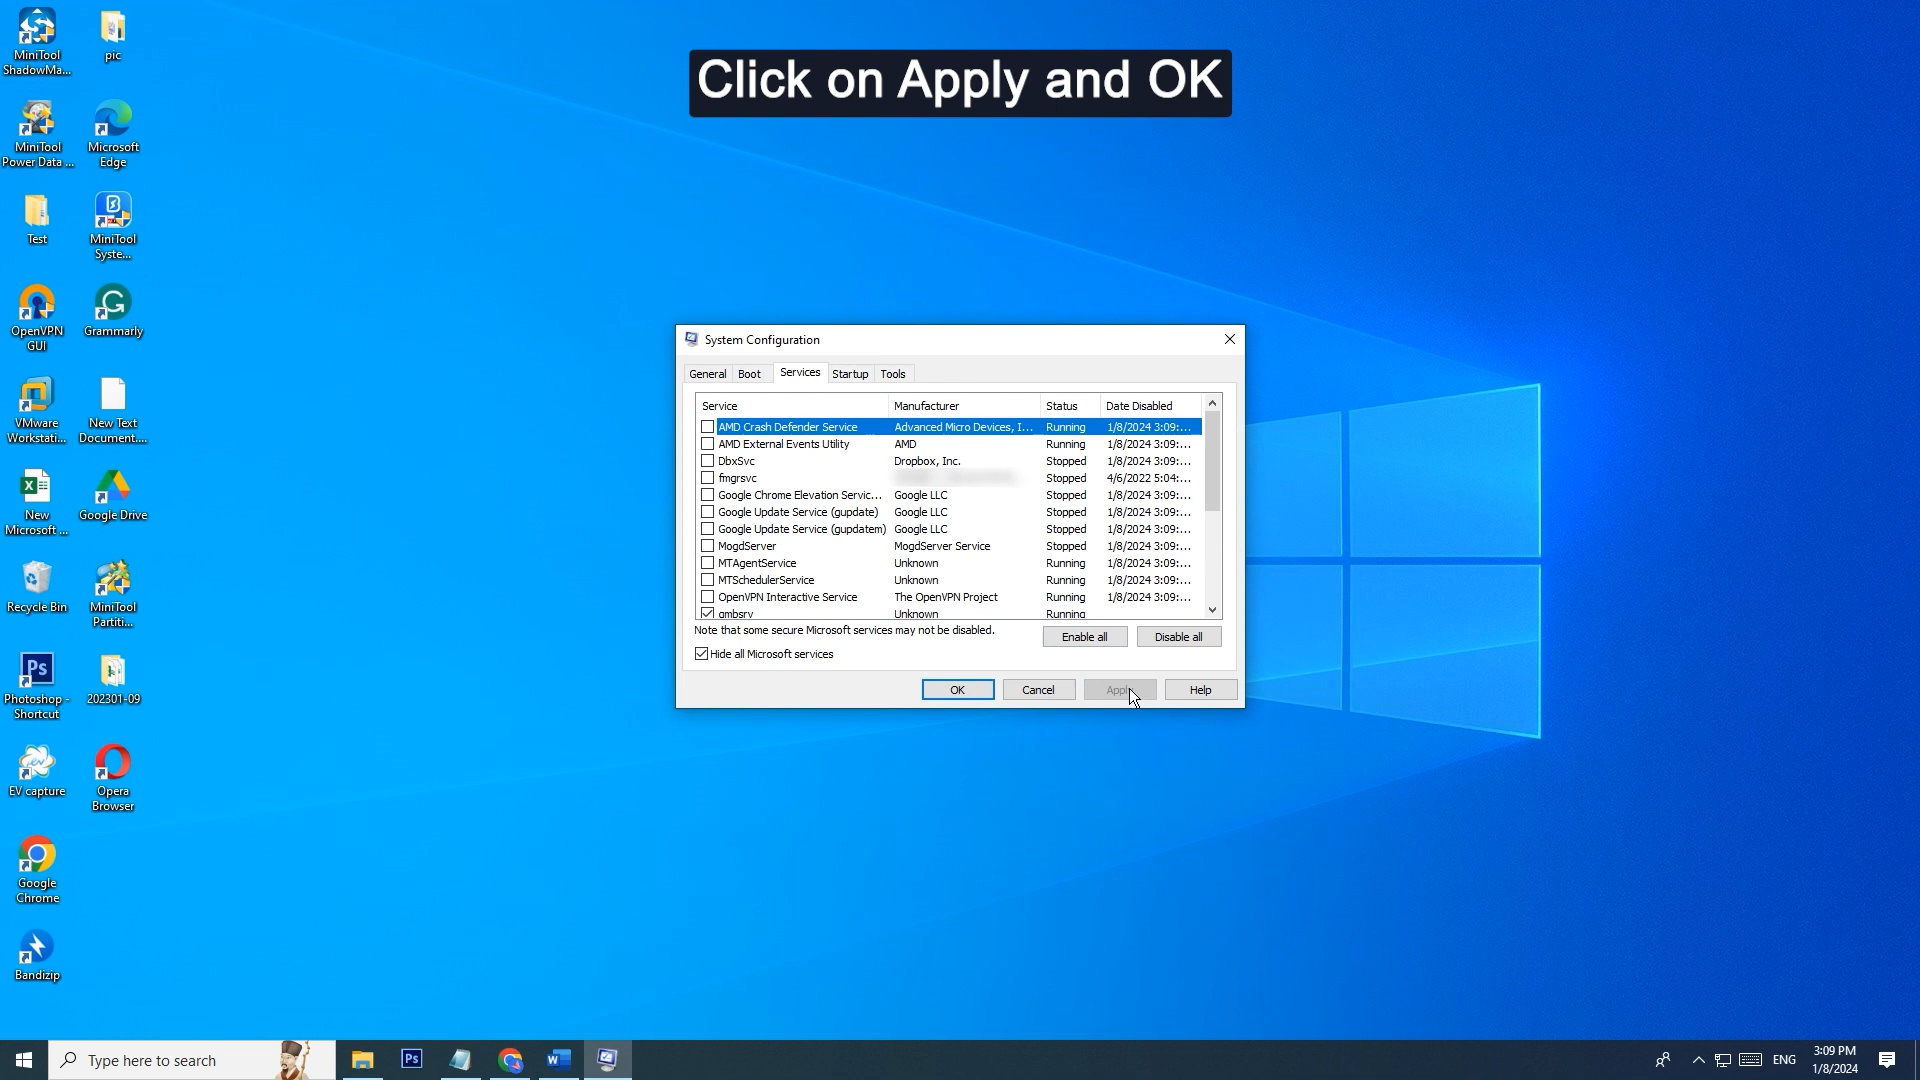 Click on Apply and OK
MiniTool
ShadowMa...
pic
MiniTool
Power Data ...
Microsoft
Edge
Test
MiniTool
Syste...
OpenVPN
GUI
Grammarly
VMware
Workstati...
New Text
Document....
New
Microsoft ...
Google Drive
Recycle Bin
MiniTool
Partiti...
Photoshop -
Shortcut
202301-09
EV capture
Opera
Browser
Google
Chrome
Bandizip
System Configuration
General Boot Services Startup Tools
Service Manufacturer Status Date Disabled
AMD Crash Defender Service Advanced Micro Devices, I... Running 1/8/2024 3:09:...
AMD External Events Utility AMD Running 1/8/2024 3:09:...
DbxSvc Dropbox, Inc. Stopped 1/8/2024 3:09:...
fmgrsvc Stopped 4/6/2022 5:04:...
Google Chrome Elevation Servic... Google LLC Stopped 1/8/2024 3:09:...
Google Update Service (gupdate) Google LLC Stopped 1/8/2024 3:09:...
Google Update Service (gupdatem) Google LLC Stopped 1/8/2024 3:09:...
MogdServer MogdServer Service Stopped 1/8/2024 3:09:...
MTAgentService Unknown Running 1/8/2024 3:09:...
MTSchedulerService Unknown Running 1/8/2024 3:09:...
OpenVPN Interactive Service The OpenVPN Project Running 1/8/2024 3:09:...
qmbsrv Unknown Running
Note that some secure Microsoft services may not be disabled.
Enable all Disable all
Hide all Microsoft services
OK Cancel Apply Help
Type here to search
Ps
ENG
3:09 PM
1/8/2024